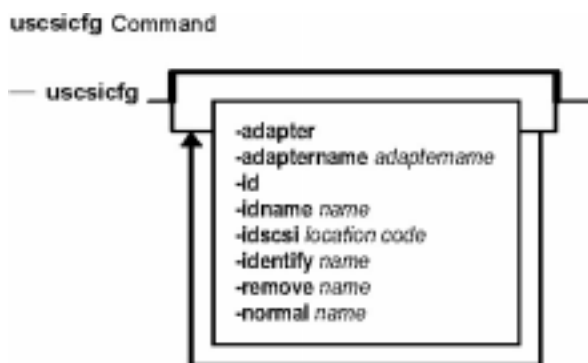 uscsicfg Command
uscsicfg
-adapter
-adaptername adaptername
-id
-idname name
-idscsi location code
-identify name
-remove name
-normal name